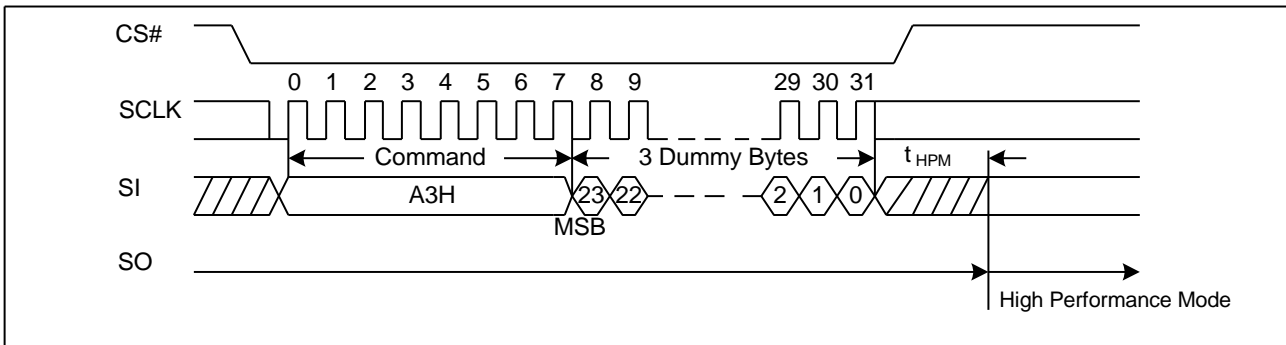 CS#
0 1 2 3 4 5 6 7 8 9 29 30 31
SCLK
Command 3 Dummy Bytes t HPM
SI A3H 23 22 2 1 0
MSB
SO
High Performance Mode